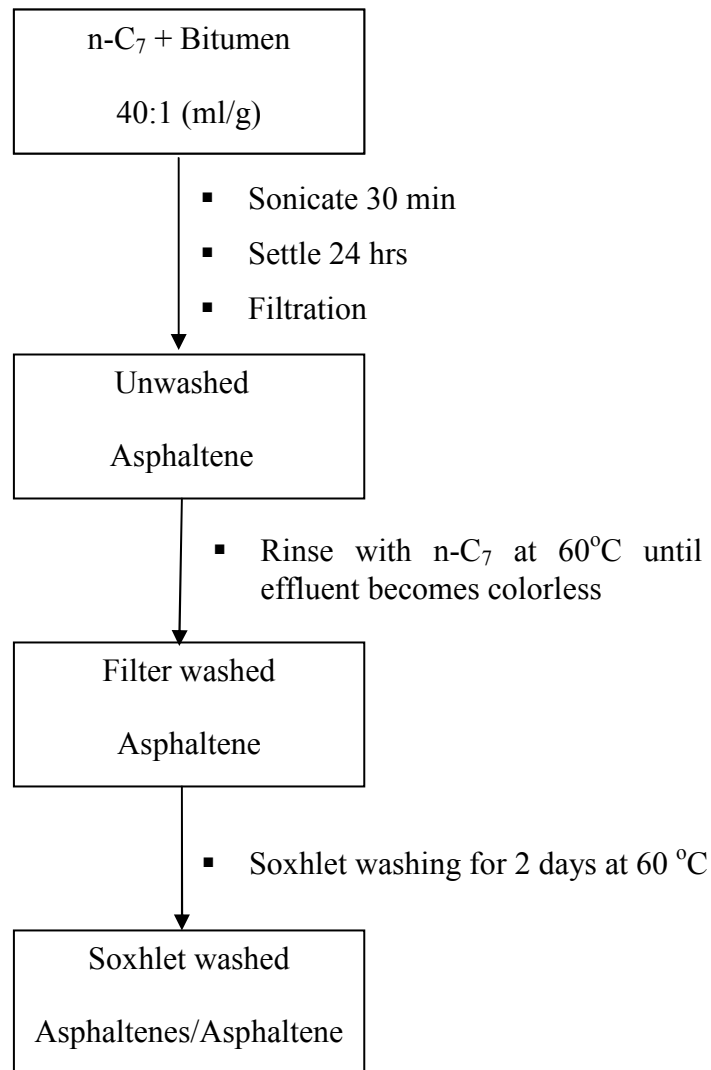 n-C₇ + Bitumen
40:1 (ml/g)
▪ Sonicate 30 min
▪ Settle 24 hrs
▪ Filtration
Unwashed
Asphaltene
▪ Rinse with n-C₇ at 60°C until
effluent becomes colorless
Filter washed
Asphaltene
▪ Soxhlet washing for 2 days at 60 °C
Soxhlet washed
Asphaltenes/Asphaltene